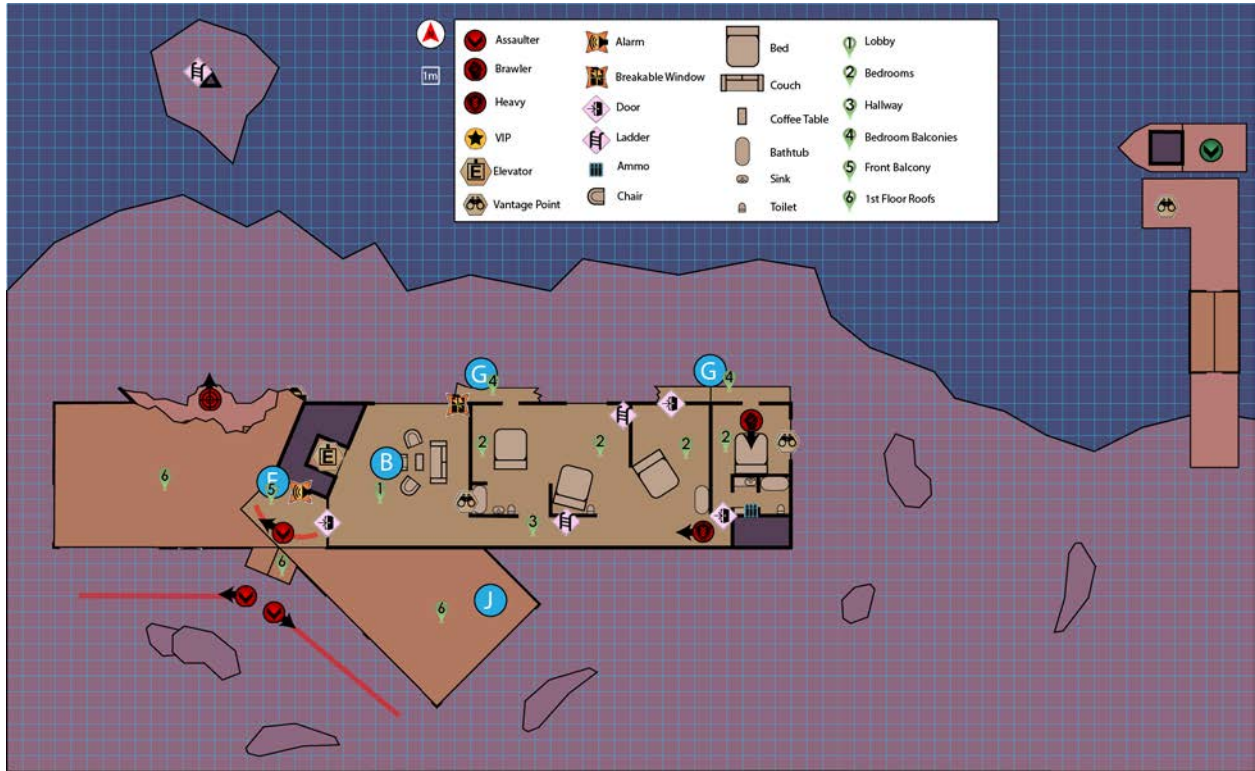 A
1m
Assaulter
Brawler
Heavy
VIP
E Elevator
Vantage Point
Alarm
Breakable Window
Door
Ladder
Ammo
Chair
Bed
Couch
Coffee Table
Bathtub
Sink
Toilet
1 Lobby
2 Bedrooms
3 Hallway
4 Bedroom Balconies
5 Front Balcony
6 1st Floor Roofs
G
4
G
4
2
2
2
2
E
B
6
5
1
3
6
J
6